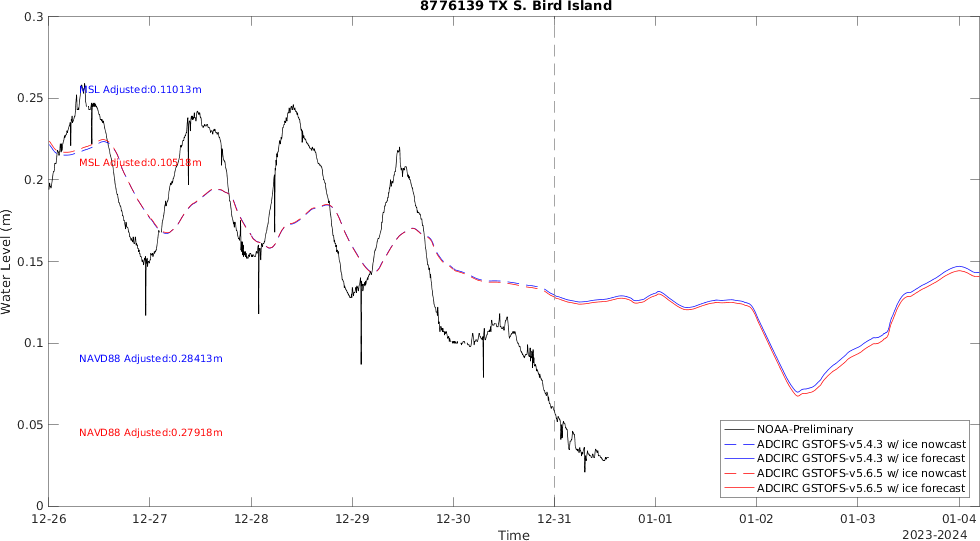 8776139 TX S. Bird Island
0.3
0.25
0.2
0.15
0.1
0.05
0
Water Level (m)
MSL Adjusted:0.11013m
MSL Adjusted:0.10518m
NAVD88 Adjusted:0.28413m
NAVD88 Adjusted:0.27918m
NOAA-Preliminary
ADCIRC GSTOFS-v5.4.3 w/ ice nowcast
ADCIRC GSTOFS-v5.4.3 w/ ice forecast
ADCIRC GSTOFS-v5.6.5 w/ ice nowcast
ADCIRC GSTOFS-v5.6.5 w/ ice forecast
12-26 12-27 12-28 12-29 12-30 12-31 01-01 01-02 01-03 01-04
Time
2023-2024